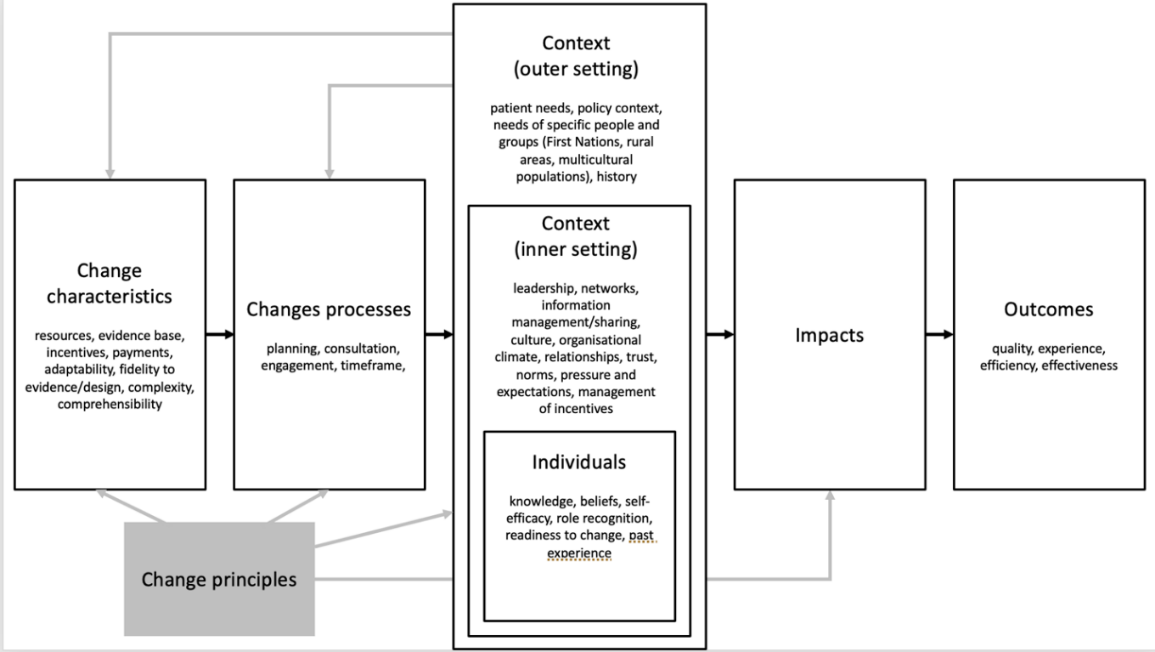 Context
(outer setting)
patient needs, policy context,
needs of specific people and
groups (First Nations, rural
areas, multicultural
populations), history
Change
characteristics
resources, evidence base,
incentives, payments,
adaptability, fidelity to
evidence/design, complexity,
comprehensibility
Changes processes
planning, consultation,
engagement, timeframe,
Context
(inner setting)
leadership, networks,
information
management/sharing,
culture, organisational
climate, relationships, trust,
norms, pressure and
expectations, management
of incentives
Individuals
knowledge, beliefs, self-
efficacy, role recognition,
readiness to change, past
experience
Impacts
Outcomes
quality, experience,
efficiency, effectiveness
Change principles